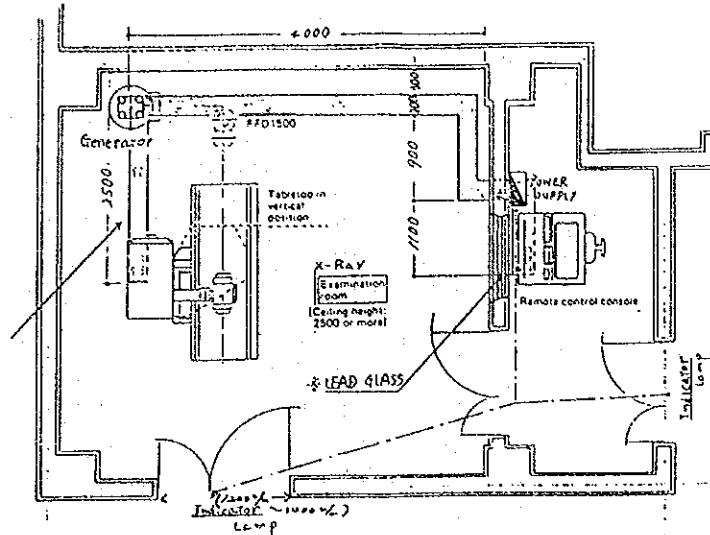 4000
FFD1500
Generator
2500
900
1100
POWER
SUPPLY
Tabletop in
vertical
position
X-RAY
Examination
room
(Ceiling height:
2500 or more)
Remote control console
※ LEAD GLASS
Indicator
Lamp
Indicator
Lamp